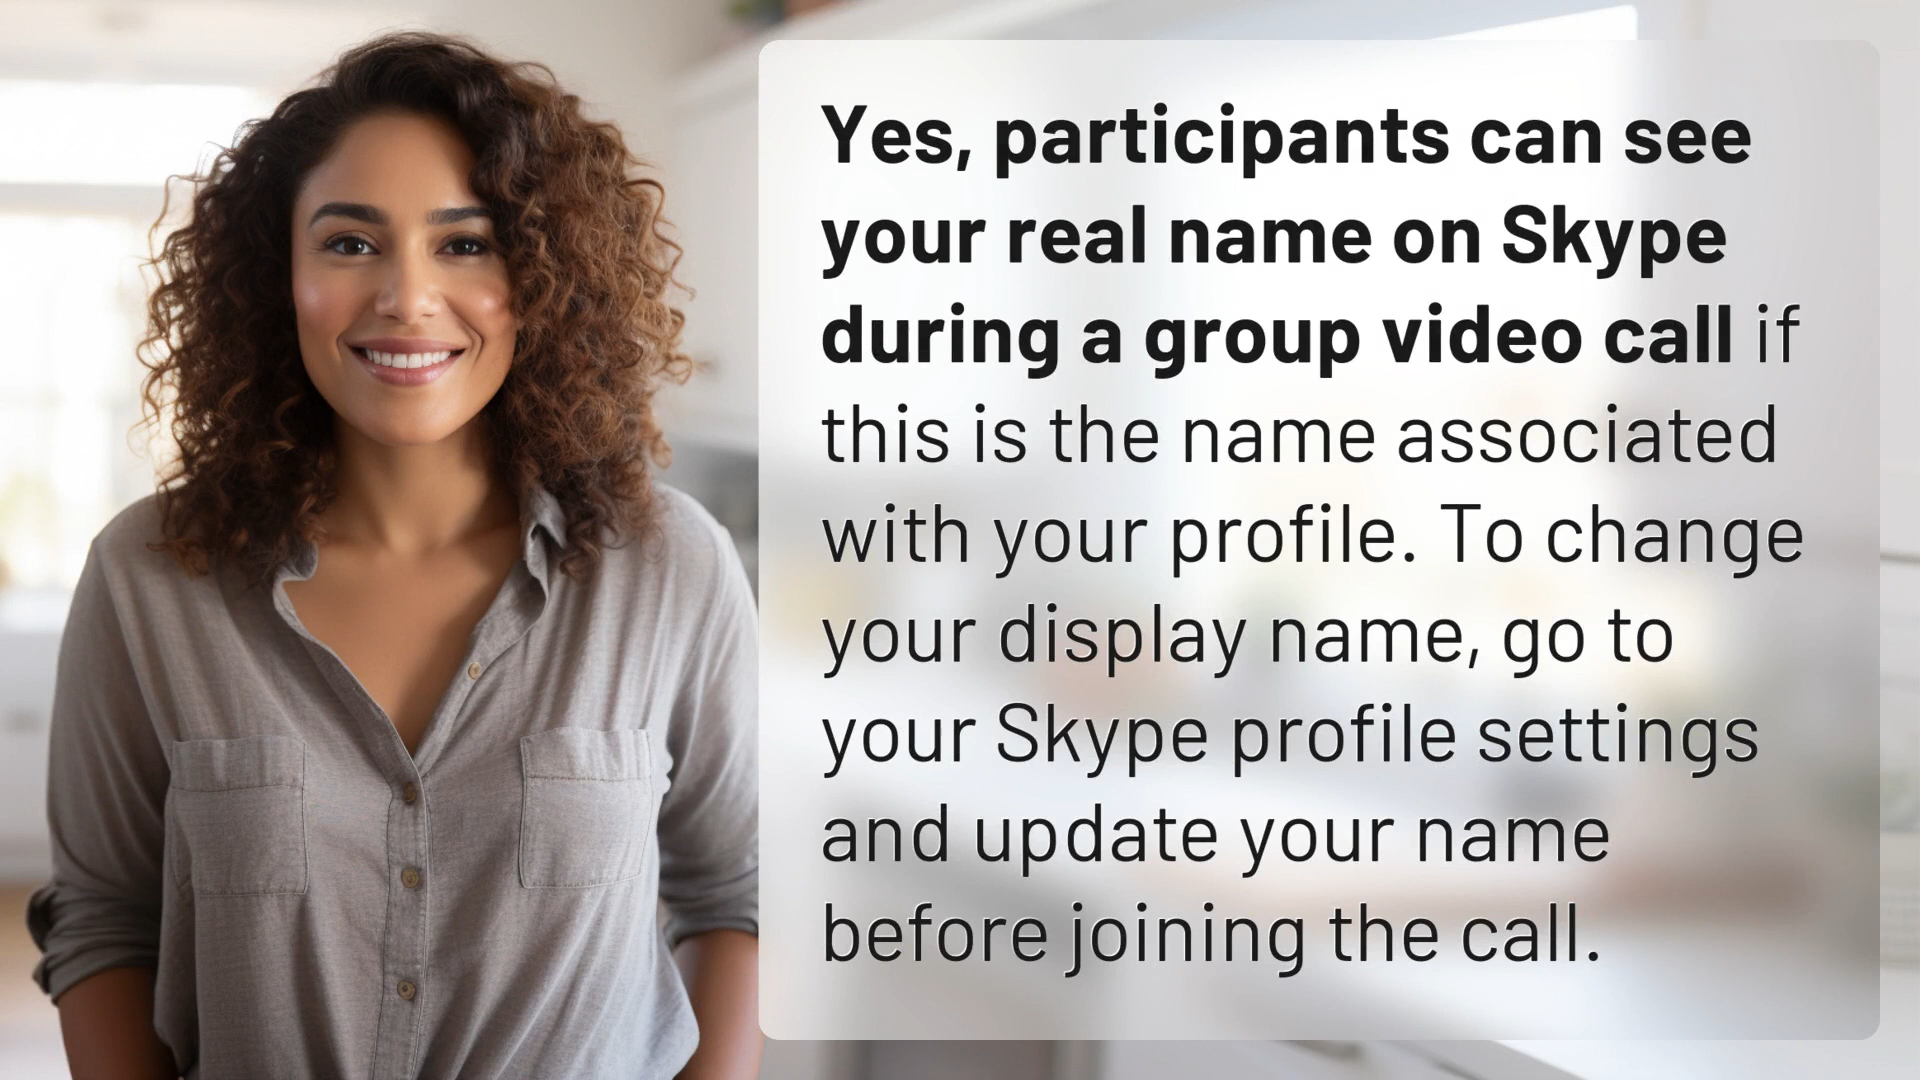 Yes, participants can see
your real name on Skype
during a group video call if
this is the name associated
with your profile. To change
your display name, go to
your Skype profile settings
and update your name
before joining the call.